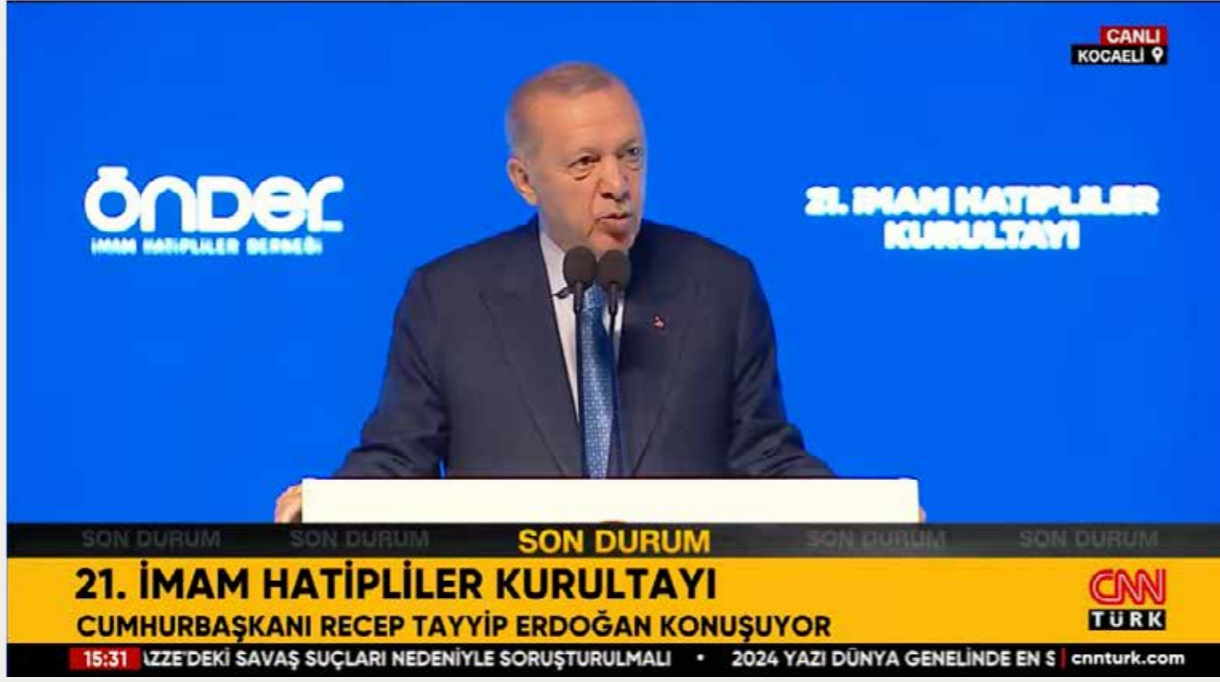 CANLI
KOCAELİ
önder
İMAM HATİPLİLER DERNEĞİ
21. İMAM HATİPLİLER
KURULTAYI
SON DURUM SON DURUM SON DURUM SON DURUM SON DURUM
21. İMAM HATİPLİLER KURULTAYI
CUMHURBAŞKANI RECEP TAYYİP ERDOĞAN KONUŞUYOR
CNN
TÜRK
15:31 ZZE'DEKİ SAVAŞ SUÇLARI NEDENİYLE SORUŞTURULMALI • 2024 YAZI DÜNYA GENELİNDE EN S cnnturk.com